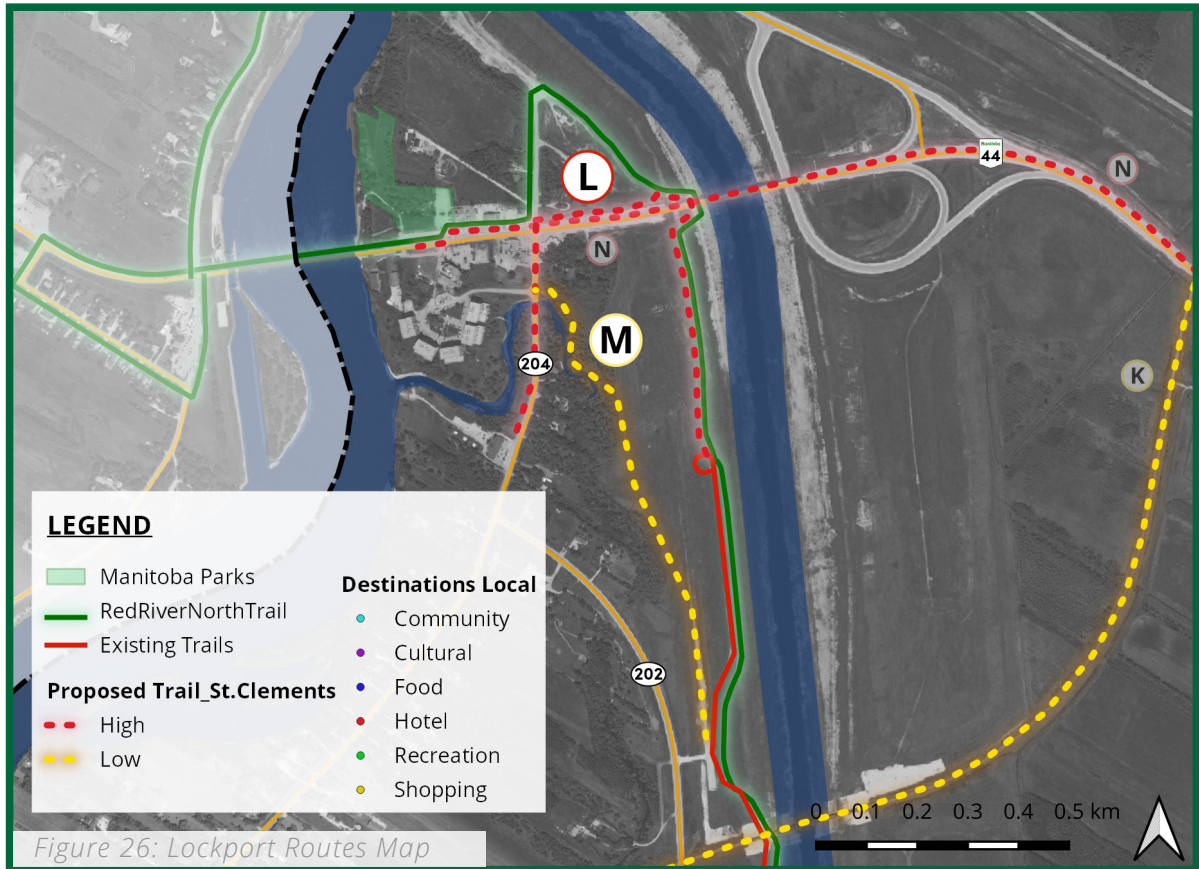 Manitoba
44
L
N
N
M
204
K
202
LEGEND
Manitoba Parks
RedRiverNorthTrail
Existing Trails
Proposed Trail_St.Clements
High
Low
Destinations Local
Community
Cultural
Food
Hotel
Recreation
Shopping
0 0.1 0.2 0.3 0.4 0.5 km
Figure 26: Lockport Routes Map